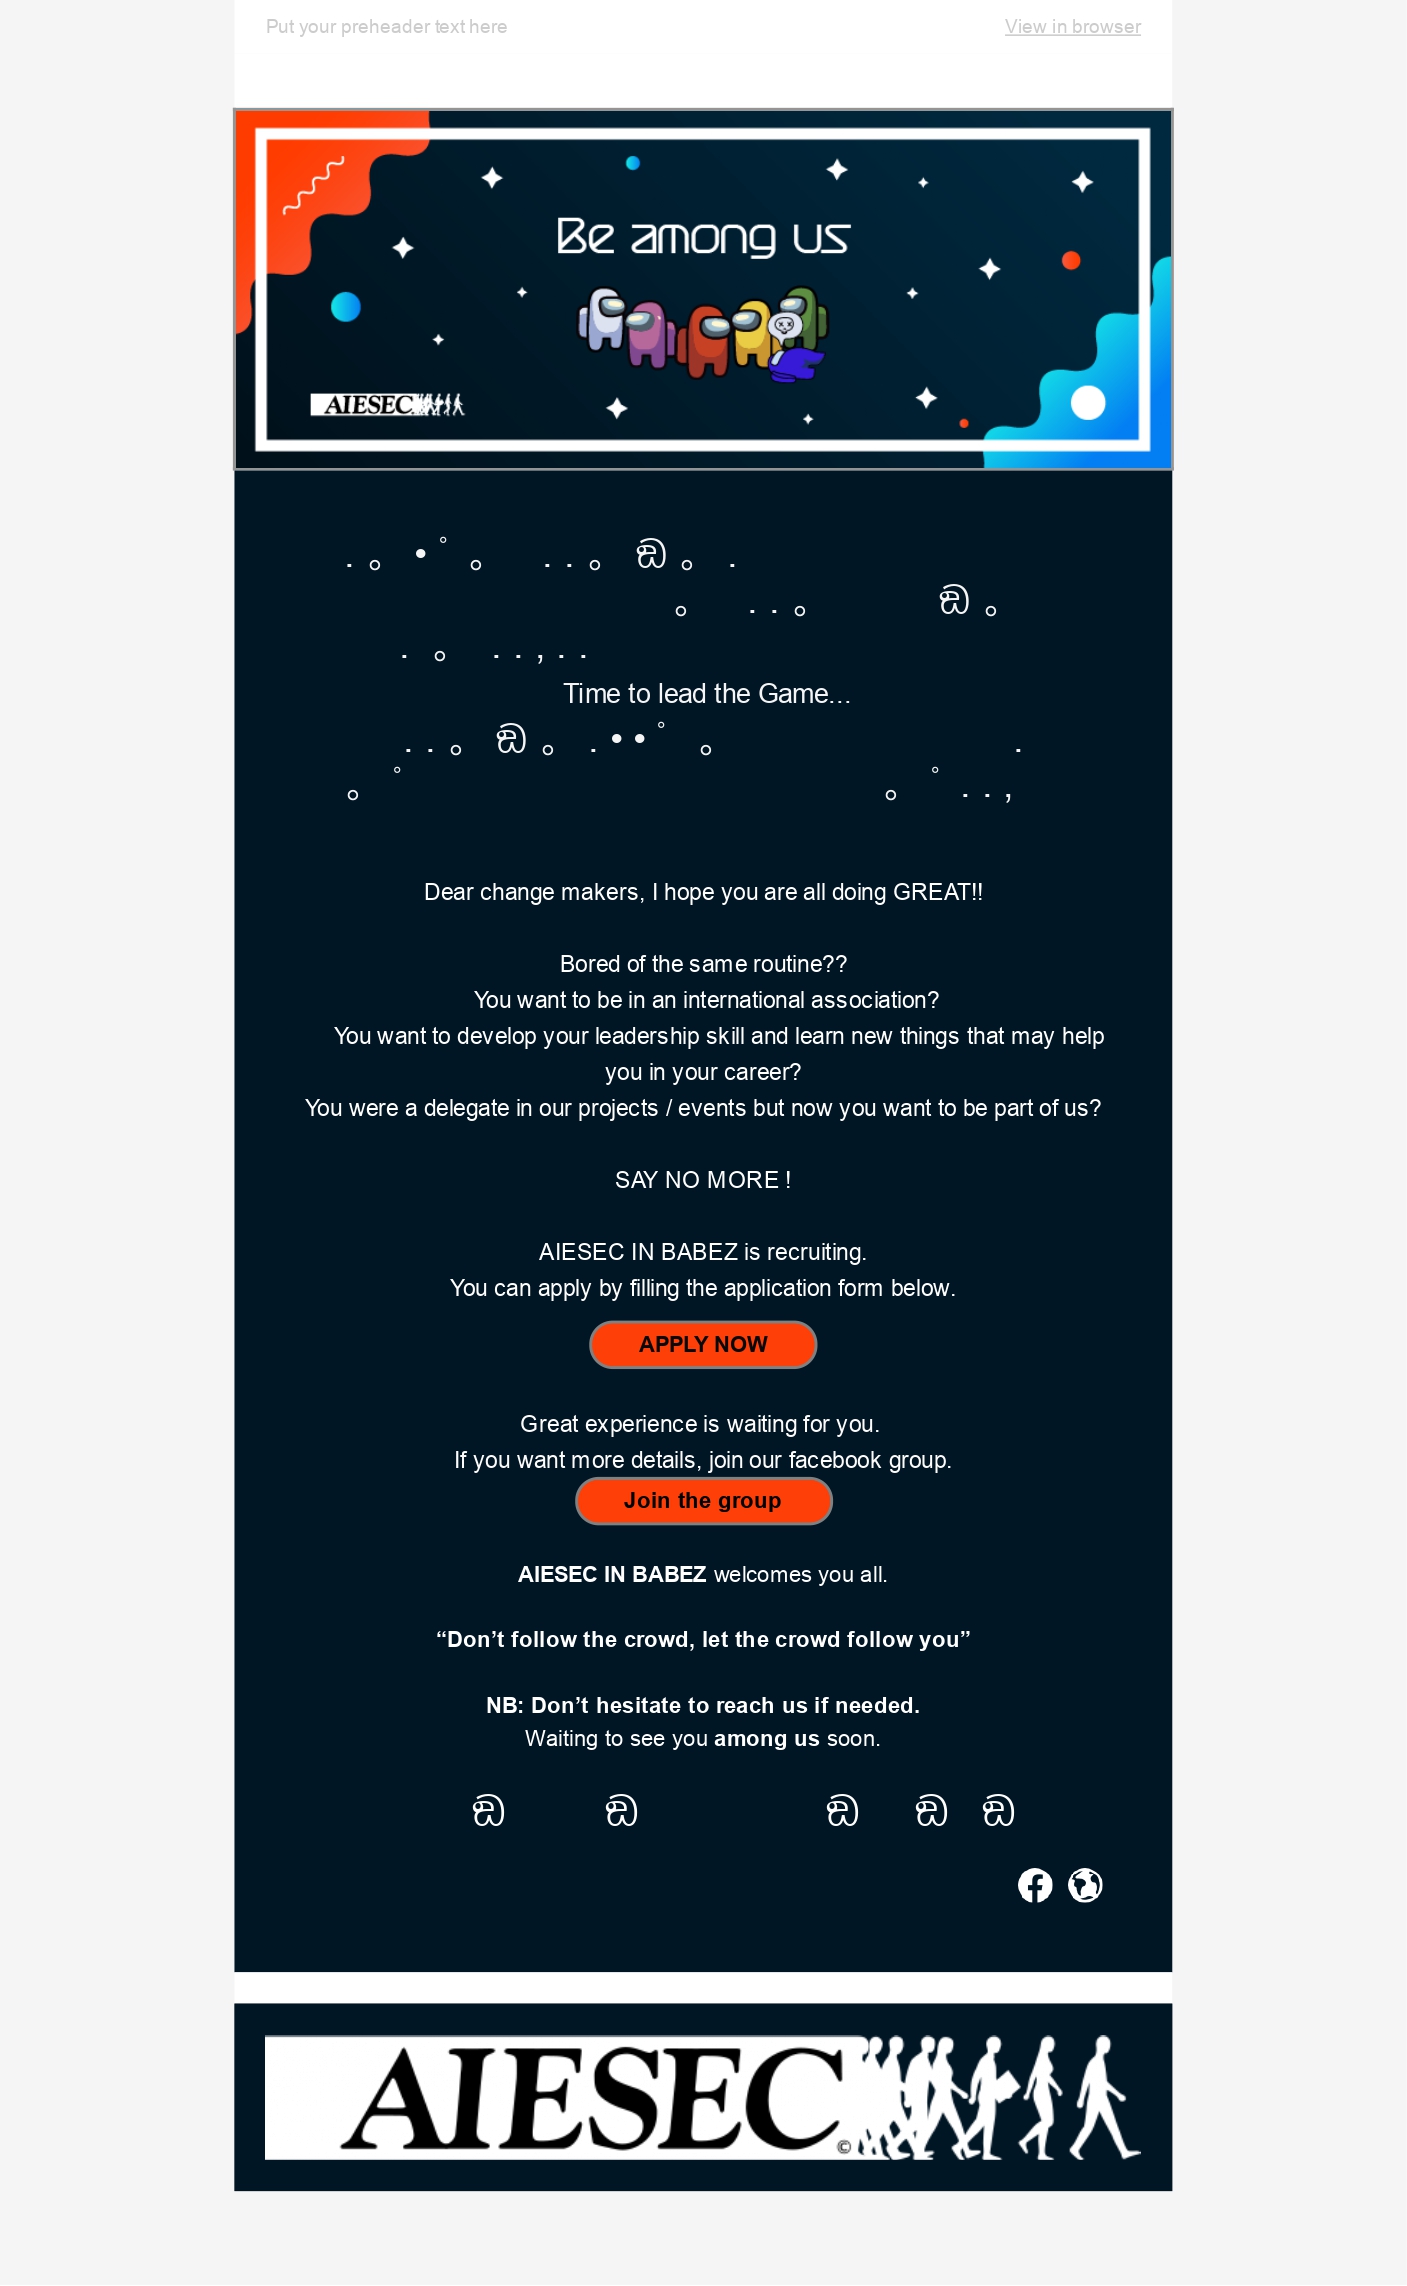 Put your preheader text here
View in browser
Be among us
AIESEC
. 。 • ﾟ 。 . . 。 ඞ 。 .
。 . . 。 ඞ 。
. 。 . . , . .
Time to lead the Game...
. . 。 ඞ 。 . • • ﾟ 。 .
。 ﾟ 。 ﾟ . . ,
Dear change makers, I hope you are all doing GREAT!!
Bored of the same routine??
You want to be in an international association?
You want to develop your leadership skill and learn new things that may help
you in your career?
You were a delegate in our projects / events but now you want to be part of us?
SAY NO MORE !
AIESEC IN BABEZ is recruiting.
You can apply by filling the application form below.
APPLY NOW
Great experience is waiting for you.
If you want more details, join our facebook group.
Join the group
AIESEC IN BABEZ welcomes you all.
“Don’t follow the crowd, let the crowd follow you”
NB: Don’t hesitate to reach us if needed.
Waiting to see you among us soon.
ඞ ඞ ඞ ඞ ඞ
AIESEC©